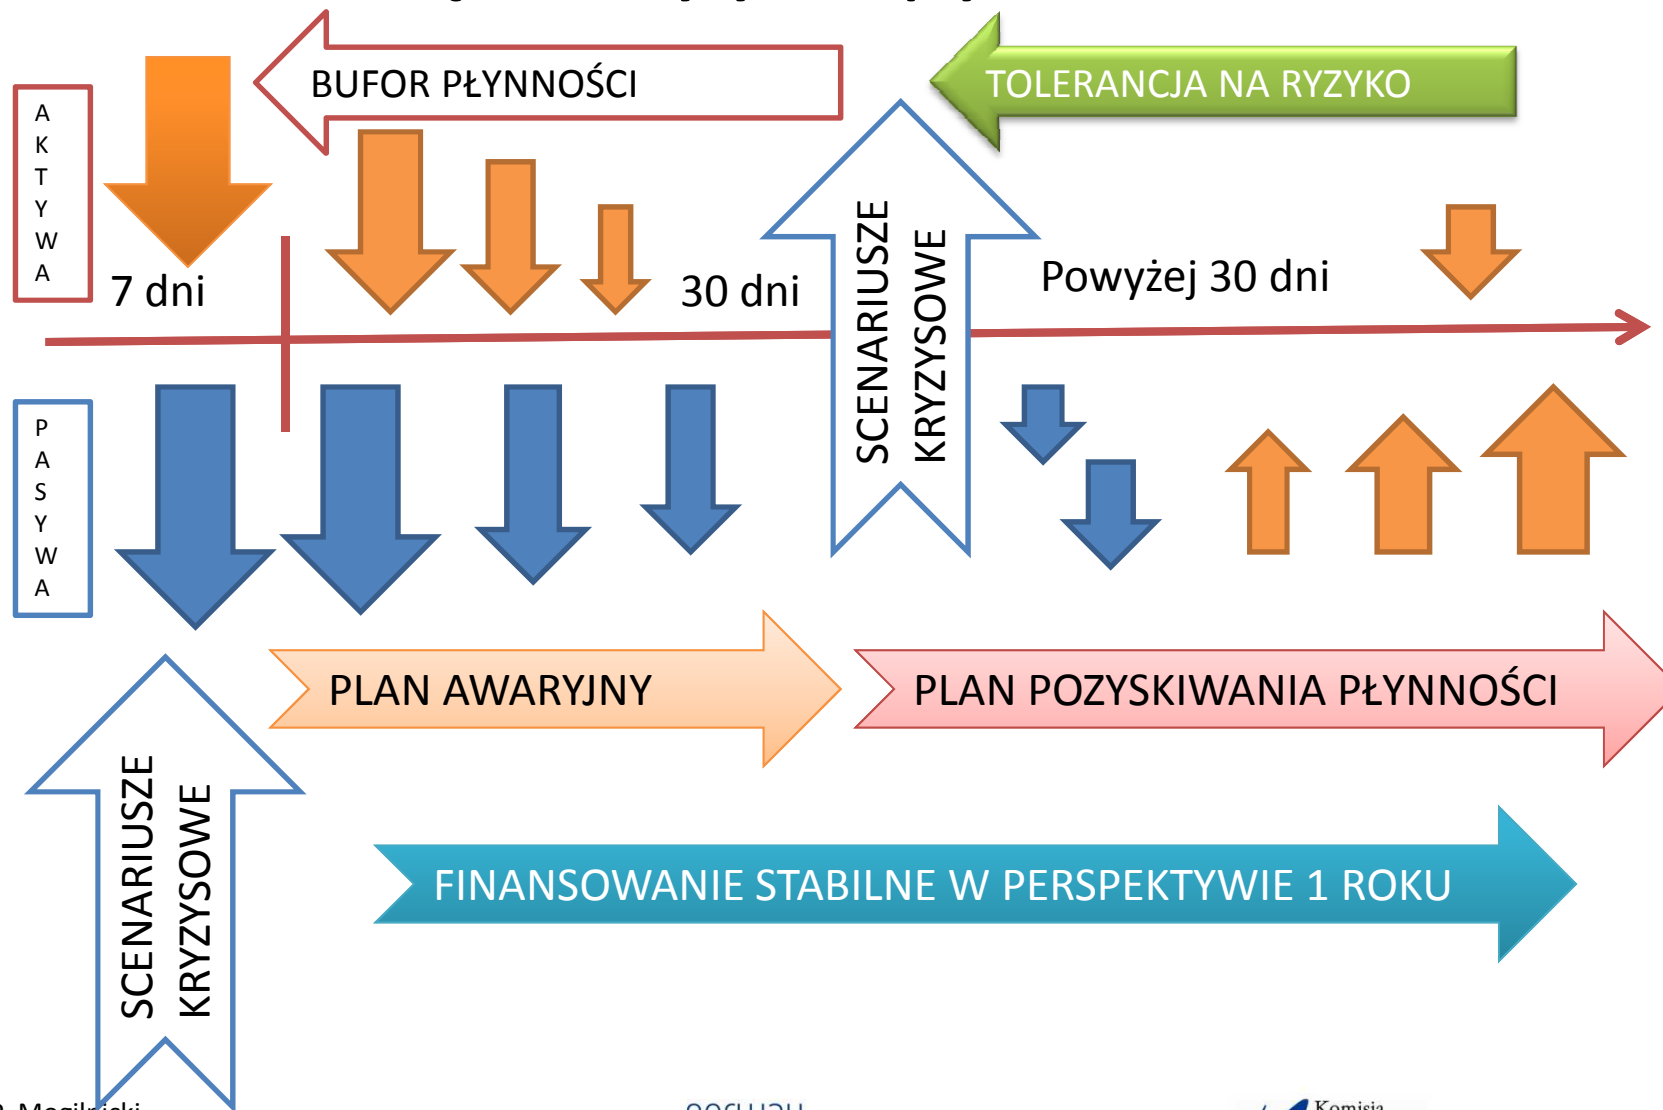 BUFOR PŁYNNOŚCI
TOLERANCJA NA RYZYKO
A
K
T
Y
W
A
7 dni
30 dni
Powyżej 30 dni
SCENARIUSZE
KRYZYSOWE
P
A
S
Y
W
A
PLAN AWARYJNY
PLAN POZYSKIWANIA PŁYNNOŚCI
SCENARIUSZE
KRYZYSOWE
FINANSOWANIE STABILNE W PERSPEKTYWIE 1 ROKU
Komisja